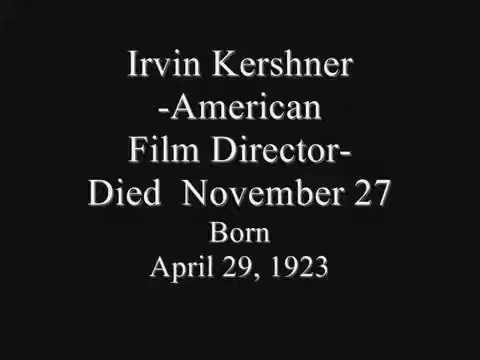 Irvin Kershner
-American
Film Director-
Died  November 27
Born
April 29, 1923